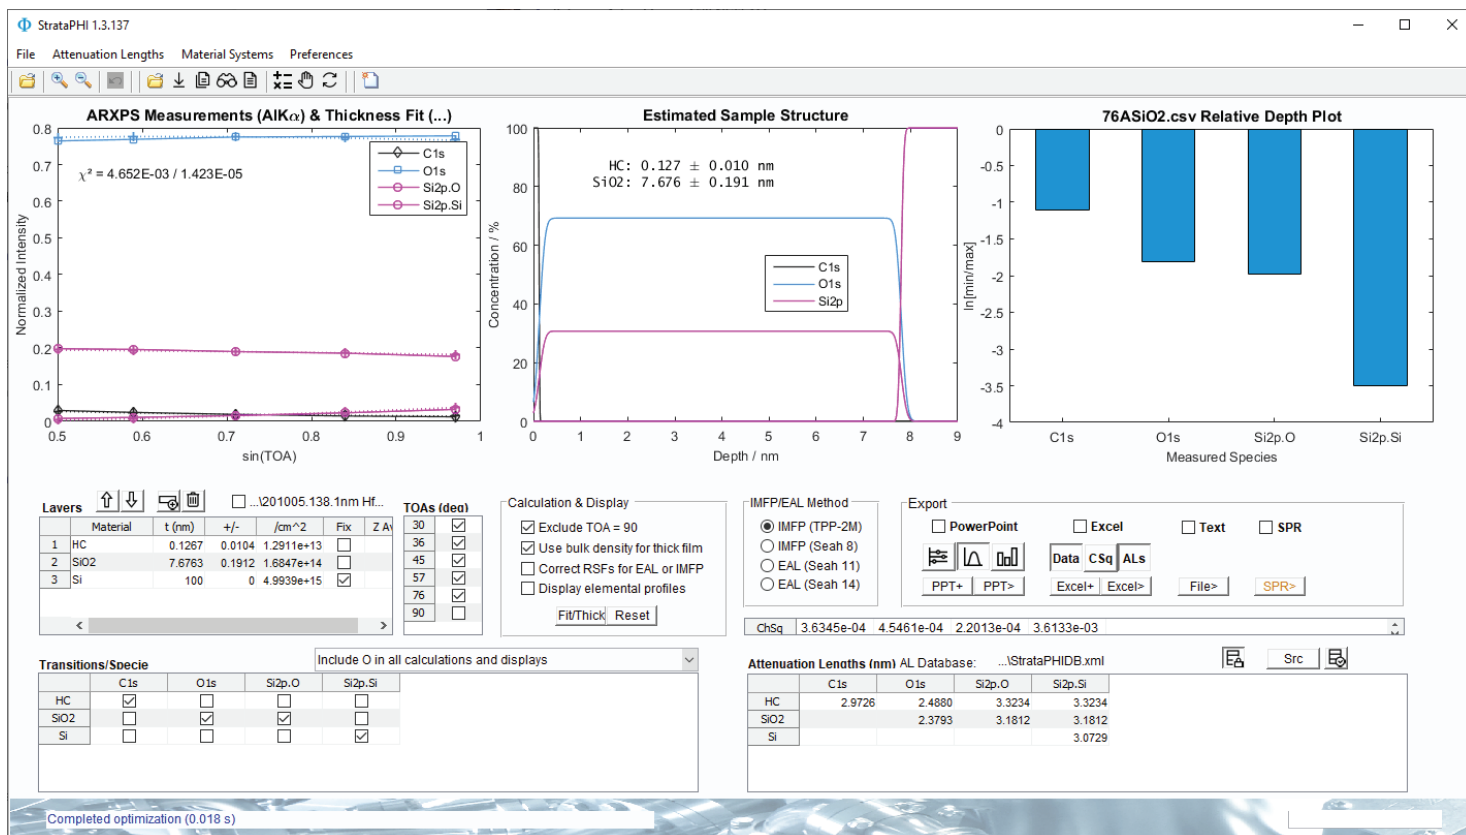 StrataPHI 1.3.137
File Attenuation Lengths Material Systems Preferences
ARXPS Measurements (AlKα) & Thickness Fit (...)
0.8
0.7
0.6
0.5
0.4
0.3
0.2
0.1
0
Normalized Intensity
χ² = 4.652E-03 / 1.423E-05
C1s
O1s
Si2p.O
Si2p.Si
0.5 0.6 0.7 0.8 0.9 1
sin(TOA)
Estimated Sample Structure
100
80
60
40
20
0
Concentration / %
HC: 0.127 ± 0.010 nm
SiO2: 7.676 ± 0.191 nm
C1s
O1s
Si2p
0 1 2 3 4 5 6 7 8 9
Depth / nm
76ASiO2.csv Relative Depth Plot
0
-0.5
-1
-1.5
-2
-2.5
-3
-3.5
-4
ln[min/max]
C1s O1s Si2p.O Si2p.Si
Measured Species
Layers
...\201005.138.1nm Hf...
Material t (nm) +/- /cm^2 Fix Z Av
1 HC 0.1267 0.0104 1.2911e+13
2 SiO2 7.6763 0.1912 1.6847e+14
3 Si 100 0 4.9939e+15
TOAs (deg)
30
36
45
57
76
90
Calculation & Display
Exclude TOA = 90
Use bulk density for thick film
Correct RSFs for EAL or IMFP
Display elemental profiles
Fit/Thick Reset
IMFP/EAL Method
IMFP (TPP-2M)
IMFP (Seah 8)
EAL (Seah 11)
EAL (Seah 14)
Export
PowerPoint Excel Text SPR
Data CSq ALs
PPT+ PPT> Excel+ Excel> File> SPR>
ChSq 3.6345e-04 4.5461e-04 2.2013e-04 3.6133e-03
Transitions/Specie
Include O in all calculations and displays
C1s O1s Si2p.O Si2p.Si
HC
SiO2
Si
Attenuation Lengths (nm) AL Database: ...\StrataPHIDB.xml
Src
C1s O1s Si2p.O Si2p.Si
HC 2.9726 2.4880 3.3234 3.3234
SiO2 2.3793 3.1812 3.1812
Si 3.0729
Completed optimization (0.018 s)